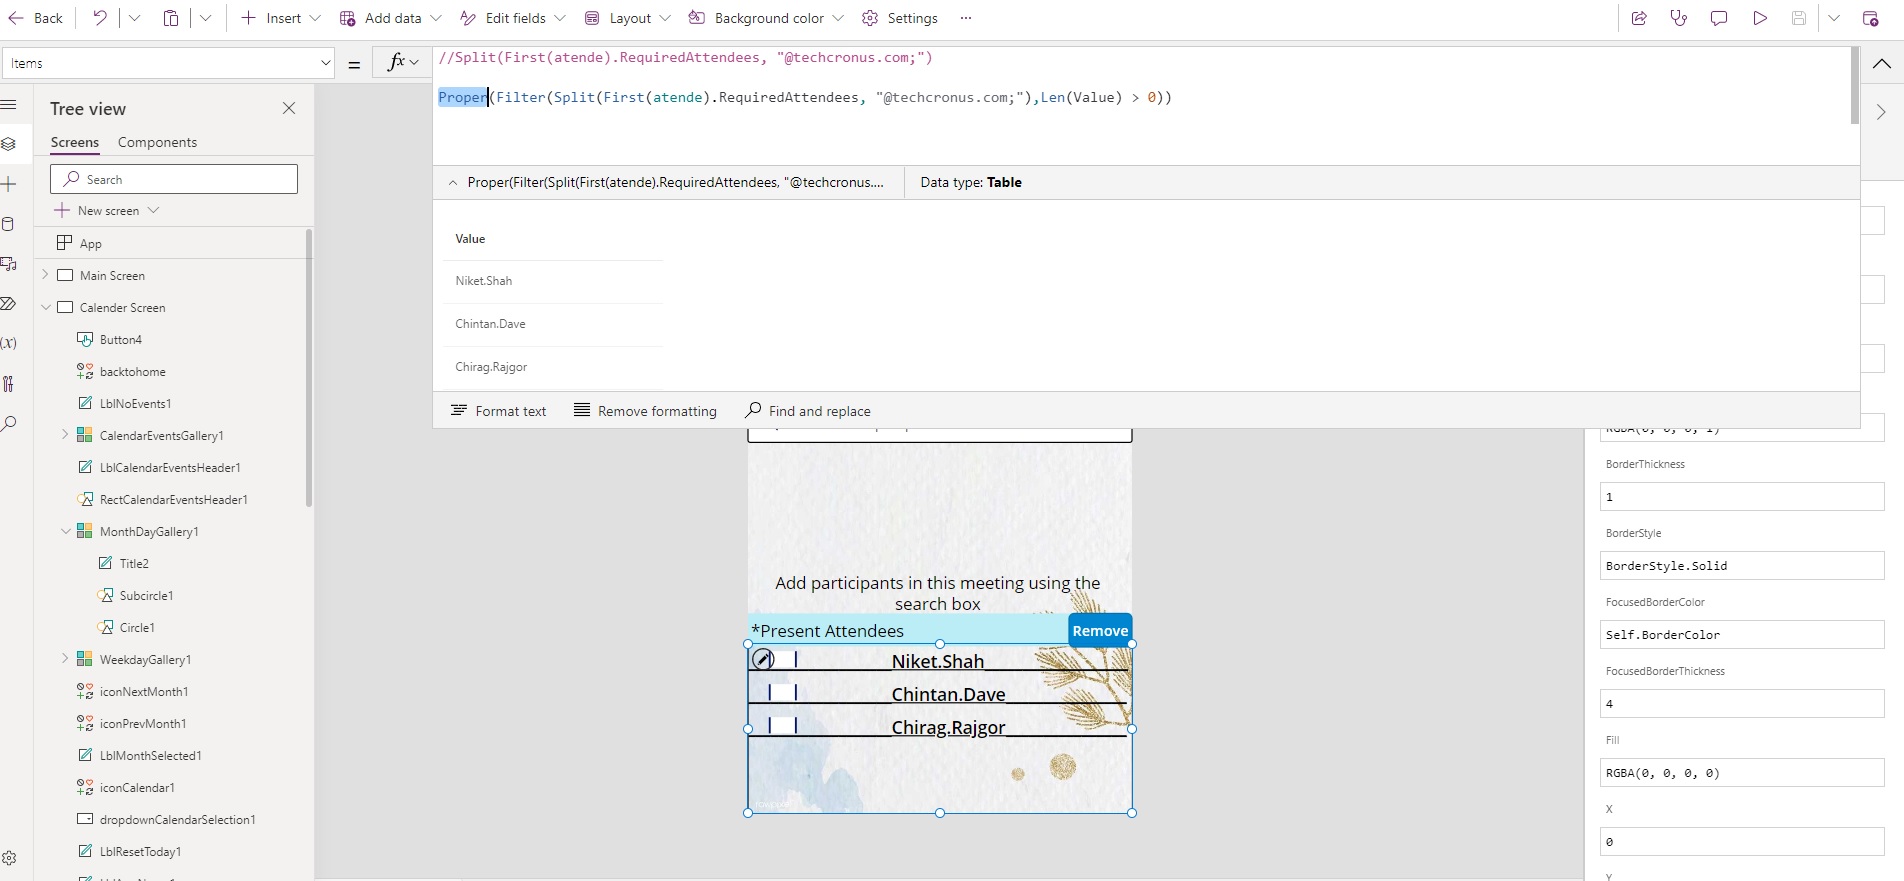 Back
Insert
Add data
Edit fields
Layout
Background color
Settings
Items
=
fx
//Split(First(atende).RequiredAttendees, "@techcronus.com;")
Proper(Filter(Split(First(atende).RequiredAttendees, "@techcronus.com;"),Len(Value) > 0))
Proper(Filter(Split(First(atende).RequiredAttendees, "@techcronus....
Data type: Table
Value
Niket.Shah
Chintan.Dave
Chirag.Rajgor
Format text
Remove formatting
Find and replace
Tree view
Screens
Components
Search
New screen
App
Main Screen
Calender Screen
Button4
backtohome
LblNoEvents1
CalendarEventsGallery1
LblCalendarEventsHeader1
RectCalendarEventsHeader1
MonthDayGallery1
Title2
Subcircle1
Circle1
WeekdayGallery1
iconNextMonth1
iconPrevMonth1
LblMonthSelected1
iconCalendar1
dropdownCalendarSelection1
LblResetToday1
(x)
Add participants in this meeting using the
search box
*Present Attendees
Remove
Niket.Shah
Chintan.Dave
Chirag.Rajgor
BorderThickness
1
BorderStyle
BorderStyle.Solid
FocusedBorderColor
Self.BorderColor
FocusedBorderThickness
4
Fill
RGBA(0, 0, 0, 0)
X
0
Y